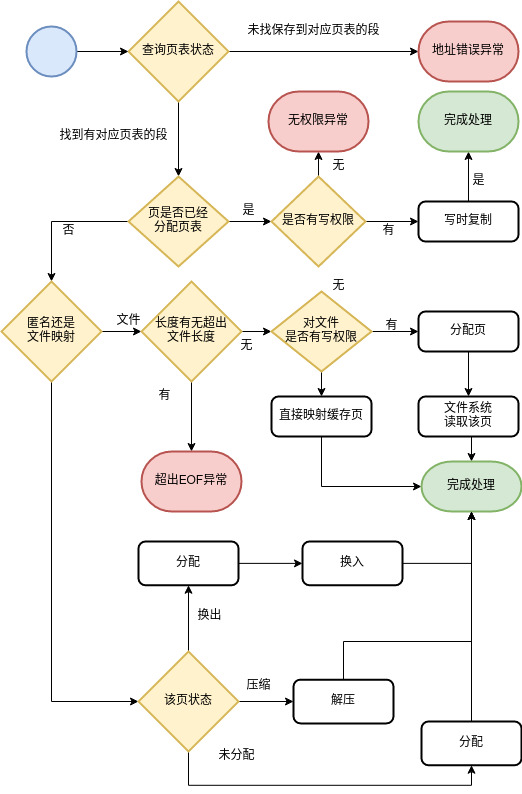 未找保存到对应页表的段
查询页表状态
地址错误异常
找到有对应页表的段
无权限异常
完成处理
无
是
页是否已经
分配页表
是
是否有写权限
有
写时复制
否
无
匿名还是
文件映射
文件
长度有无超出
文件长度
无
对文件
是否有写权限
有
分配页
有
直接映射缓存页
文件系统
读取该页
超出EOF异常
完成处理
分配
换入
换出
该页状态
压缩
解压
未分配
分配